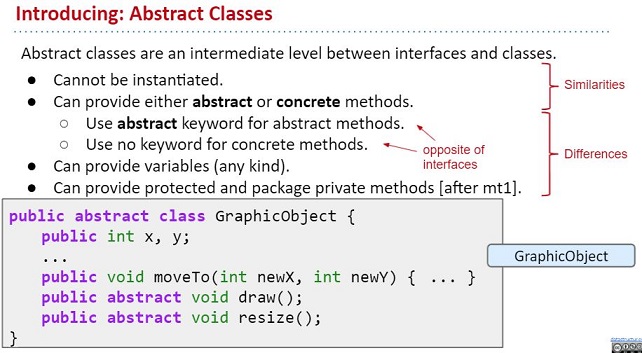 Introducing: Abstract Classes
Abstract classes are an intermediate level between interfaces and classes.
● Cannot be instantiated.
● Can provide either abstract or concrete methods.
○ Use abstract keyword for abstract methods.
○ Use no keyword for concrete methods.
● Can provide variables (any kind).
● Can provide protected and package private methods [after mt1].
Similarities
opposite of
interfaces
Differences
public abstract class GraphicObject {
public int x, y;
...
public void moveTo(int newX, int newY) { ... }
public abstract void draw();
public abstract void resize();
}
GraphicObject